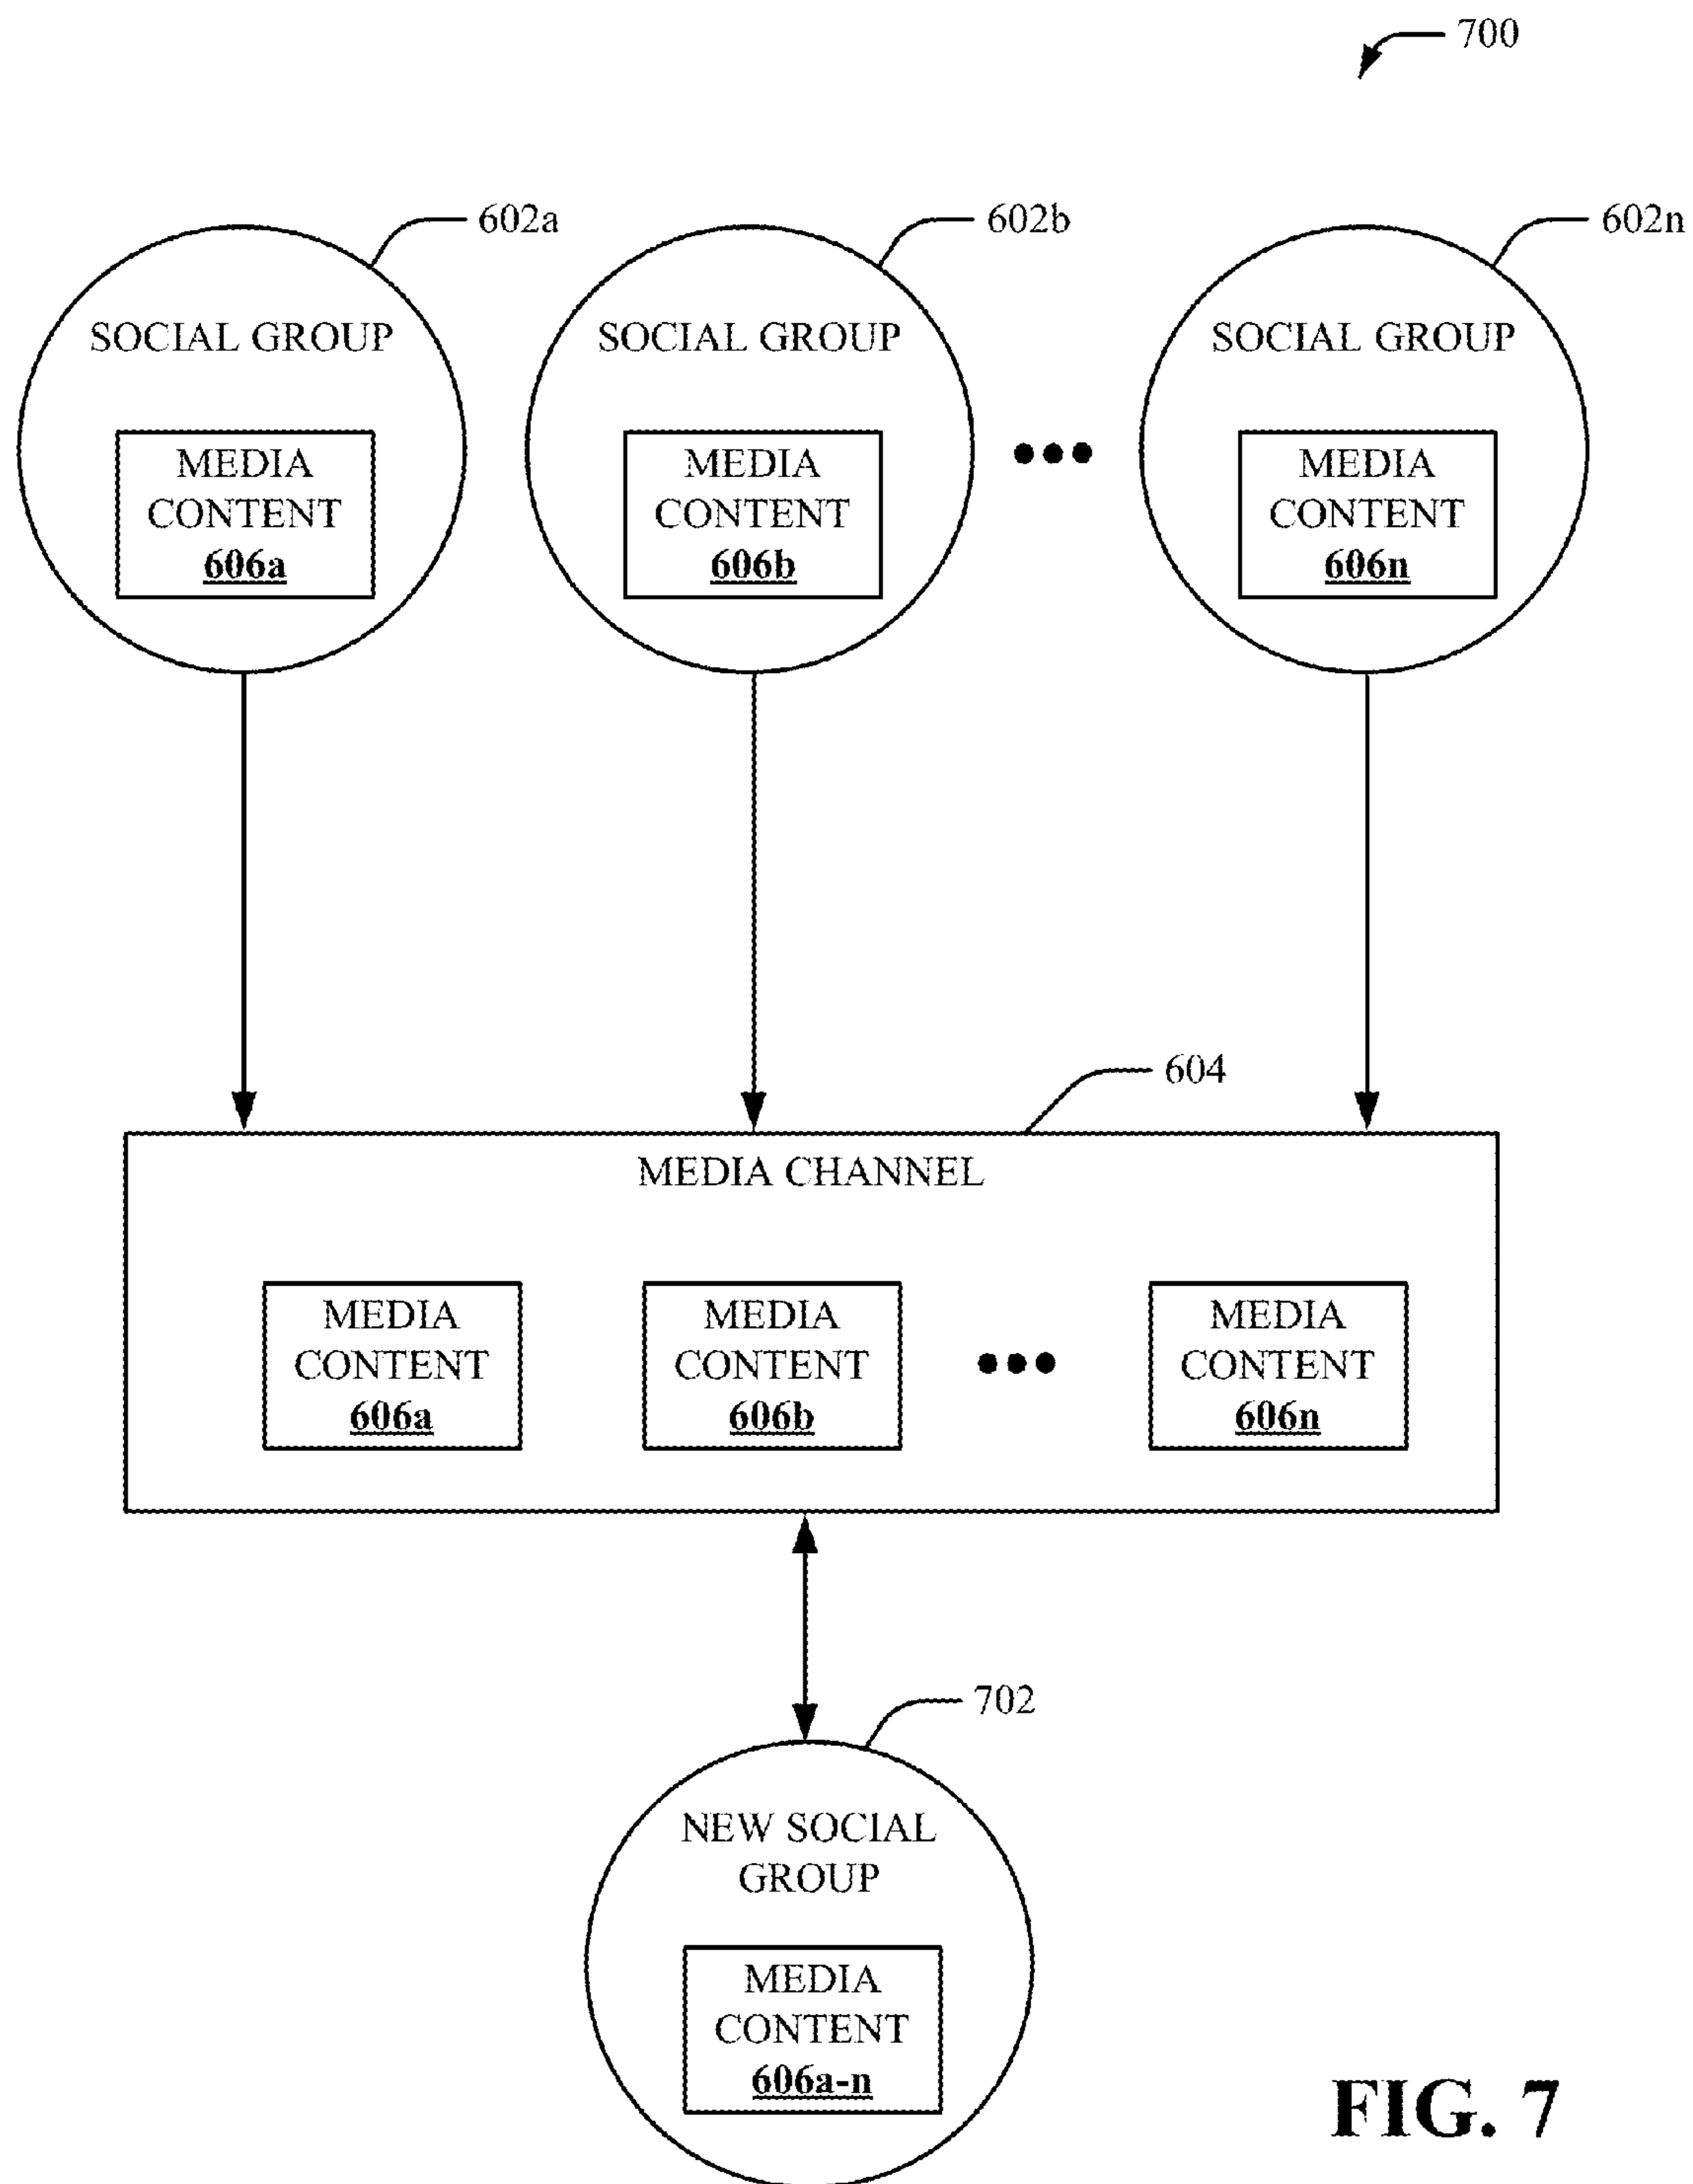 700
602a
602b
602n
SOCIAL GROUP
SOCIAL GROUP
SOCIAL GROUP
MEDIA
CONTENT
606a
MEDIA
CONTENT
606b
MEDIA
CONTENT
606n
604
MEDIA CHANNEL
MEDIA
CONTENT
606a
MEDIA
CONTENT
606b
MEDIA
CONTENT
606n
702
NEW SOCIAL
GROUP
MEDIA
CONTENT
606a-n
FIG. 7